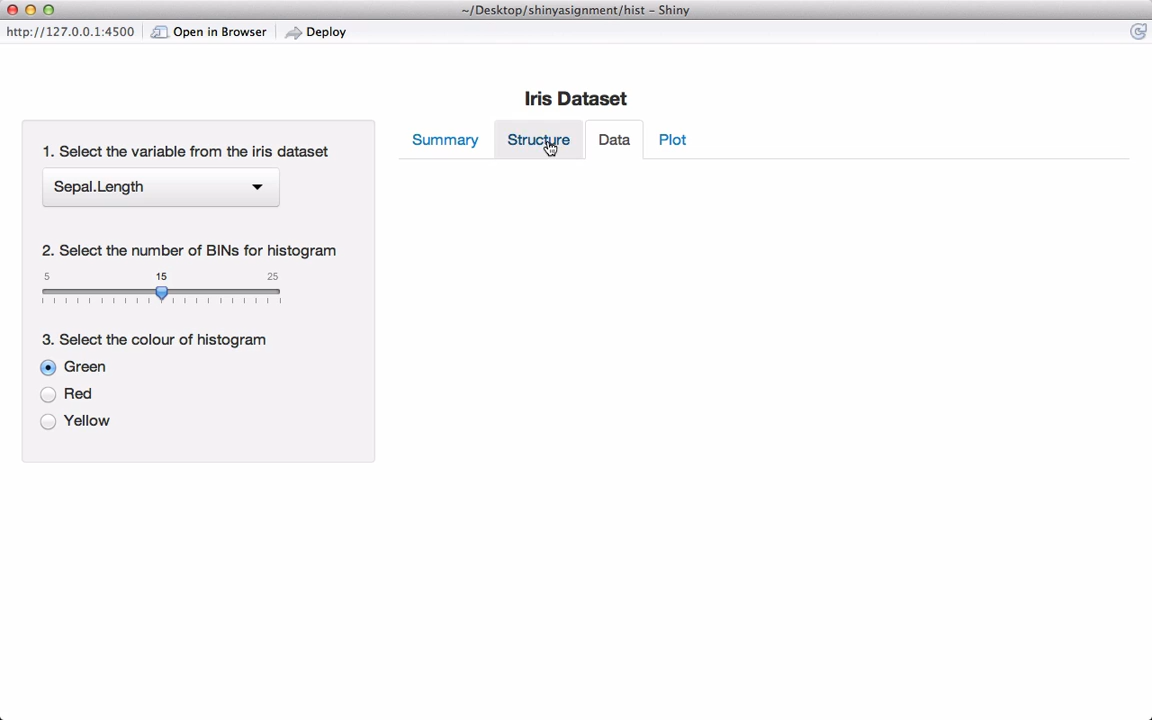 ~/Desktop/shinyasignment/hist – Shiny
http://127.0.0.1:4500 Open in Browser Deploy
Iris Dataset
Summary Structure Data Plot
1. Select the variable from the iris dataset
Sepal.Length
2. Select the number of BINs for histogram
5 15 25
3. Select the colour of histogram
Green
Red
Yellow